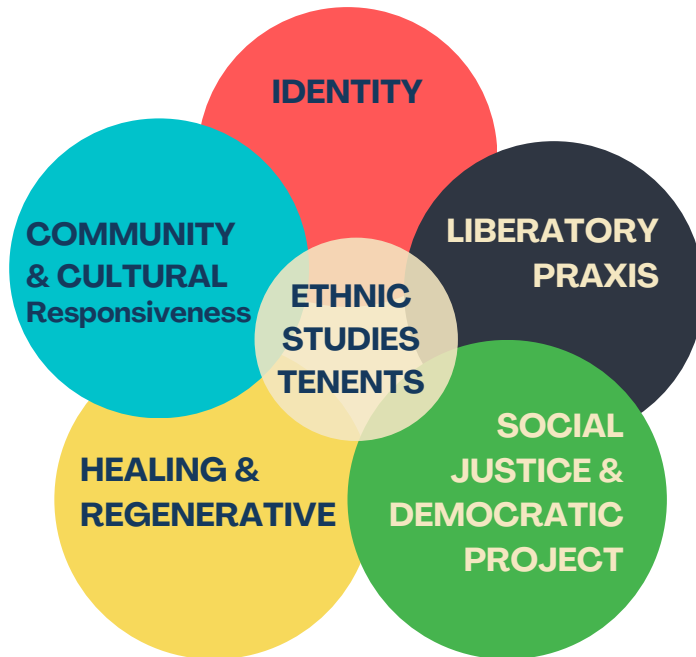 IDENTITY
COMMUNITY
& CULTURAL
Responsiveness
LIBERATORY
PRAXIS
ETHNIC
STUDIES
TENENTS
HEALING &
REGENERATIVE
SOCIAL
JUSTICE &
DEMOCRATIC
PROJECT